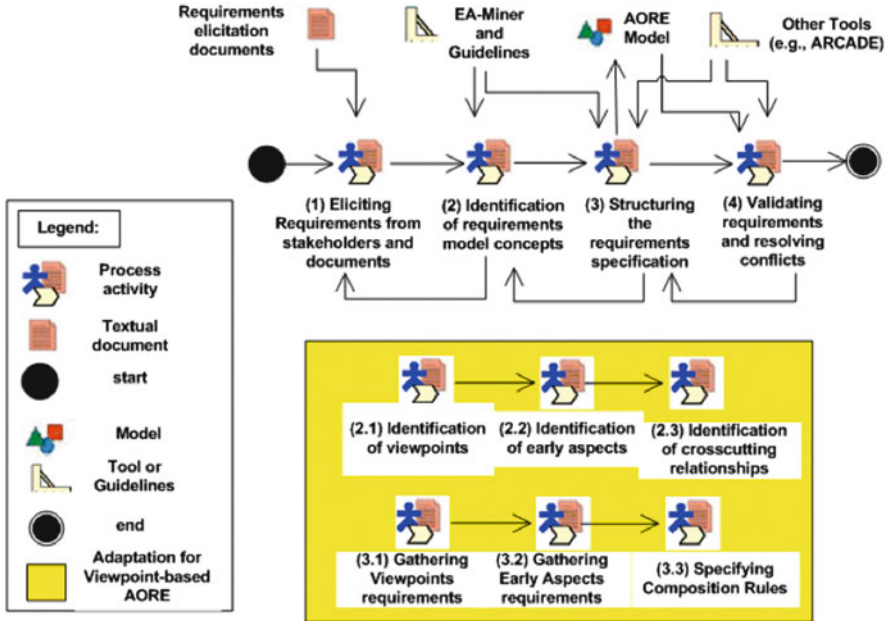 Requirements
elicitation
documents
EA-Miner
and
Guidelines
AORE
Model
Other Tools
(e.g., ARCADE)
(1) Eliciting
Requirements from
stakeholders and
documents
(2) Identification
of requirements
model concepts
(3) Structuring
the
requirements
specification
(4) Validating
requirements
and resolving
conflicts
Legend:
Process
activity
Textual
document
start
Model
Tool or
Guidelines
end
Adaptation for
Viewpoint-based
AORE
(2.1) Identification
of viewpoints
(2.2) Identification
of early aspects
(2.3) Identification
of crosscutting
relationships
(3.1) Gathering
Viewpoints
requirements
(3.2) Gathering
Early Aspects
requirements
(3.3) Specifying
Composition Rules